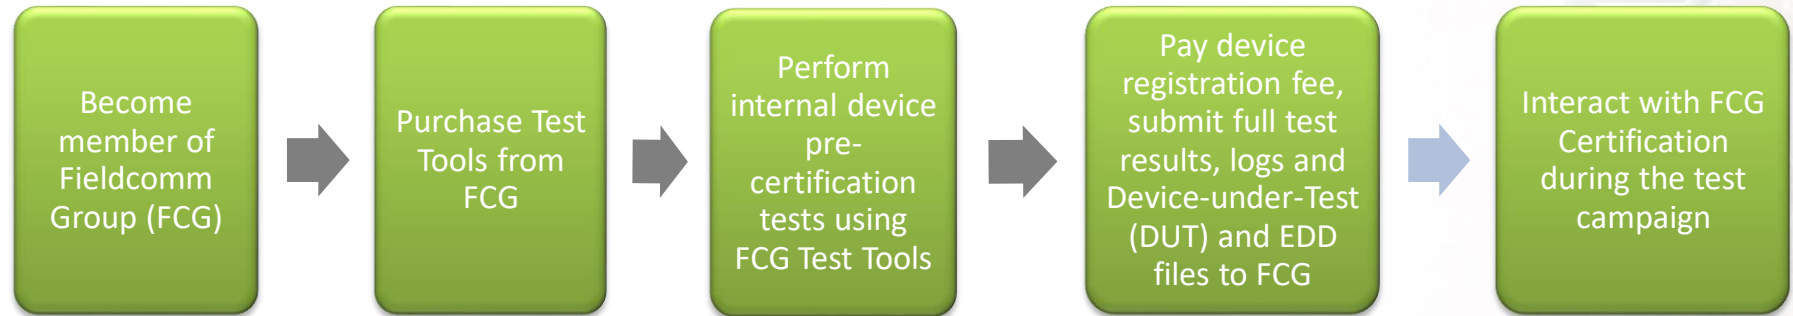 Become
member of
Fieldcomm
Group (FCG)
Purchase Test
Tools from
FCG
Perform
internal device
pre-
certification
tests using
FCG Test Tools
Pay device
registration fee,
submit full test
results, logs and
Device-under-Test
(DUT) and EDD
files to FCG
Interact with FCG
Certification
during the test
campaign